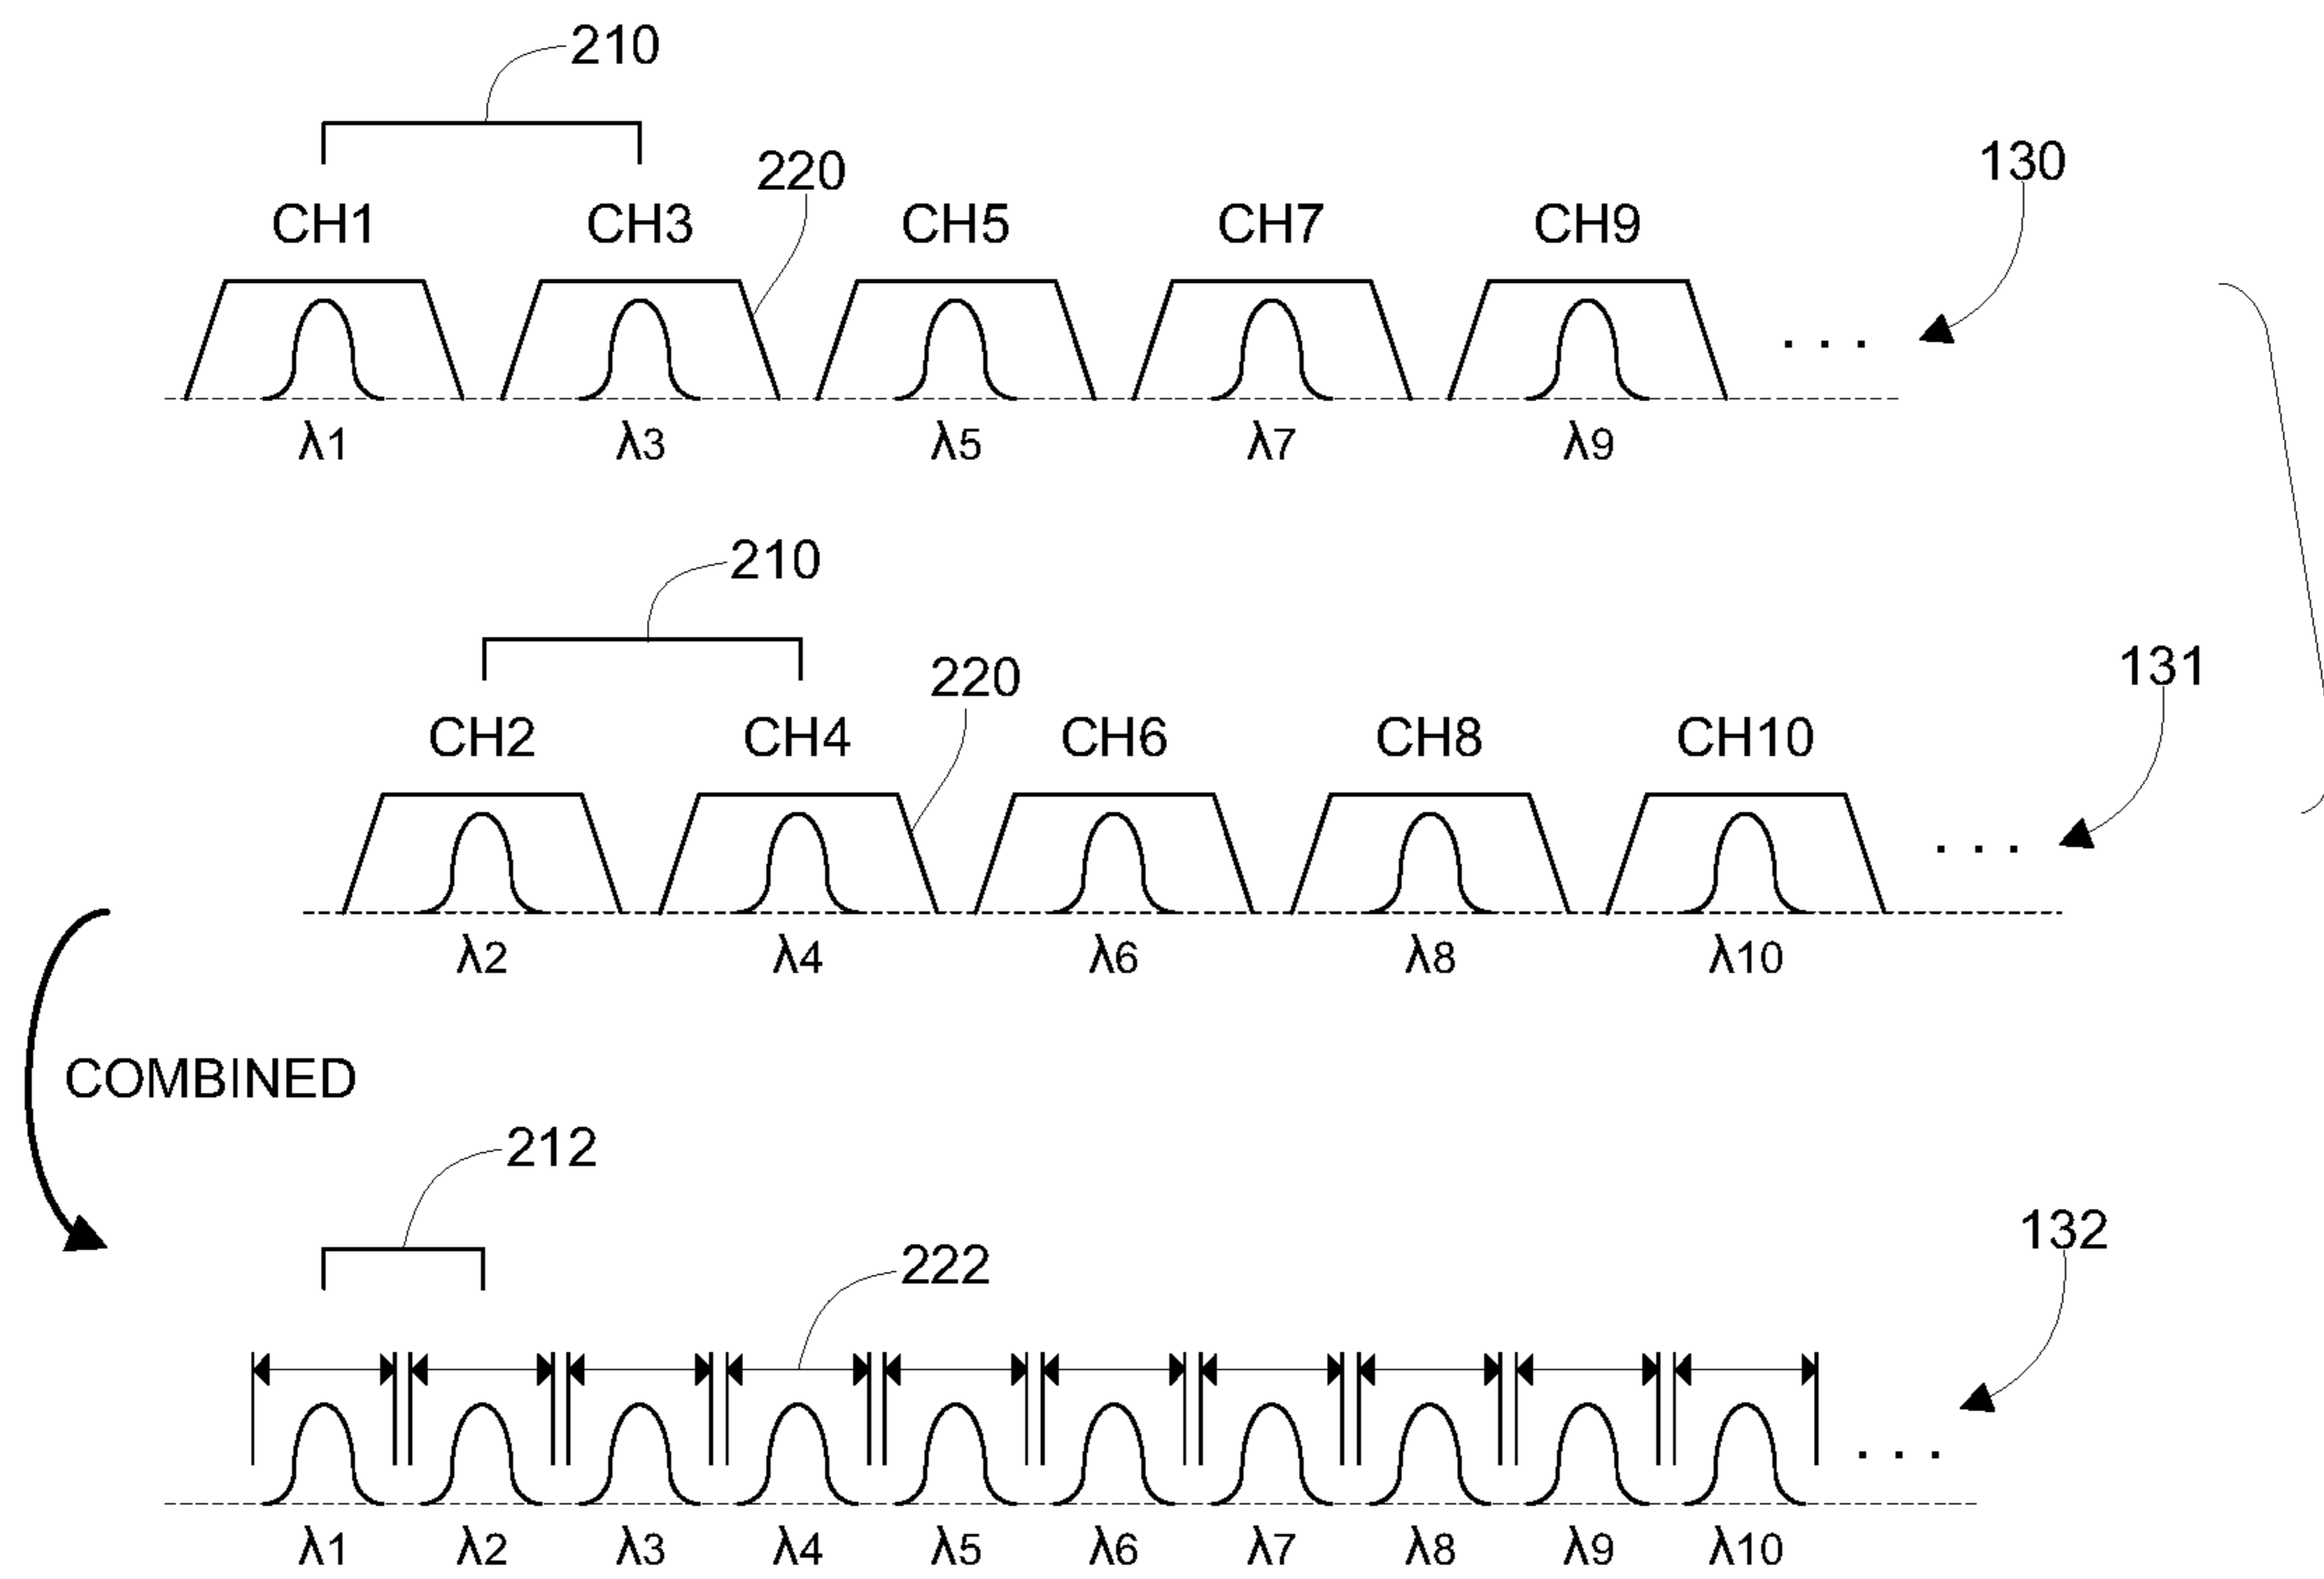 210
220
130
CH1 CH3 CH5 CH7 CH9
. . .
λ1 λ3 λ5 λ7 λ9
210
220
131
CH2 CH4 CH6 CH8 CH10
. . .
λ2 λ4 λ6 λ8 λ10
COMBINED
212
222
132
. . .
λ1 λ2 λ3 λ4 λ5 λ6 λ7 λ8 λ9 λ10